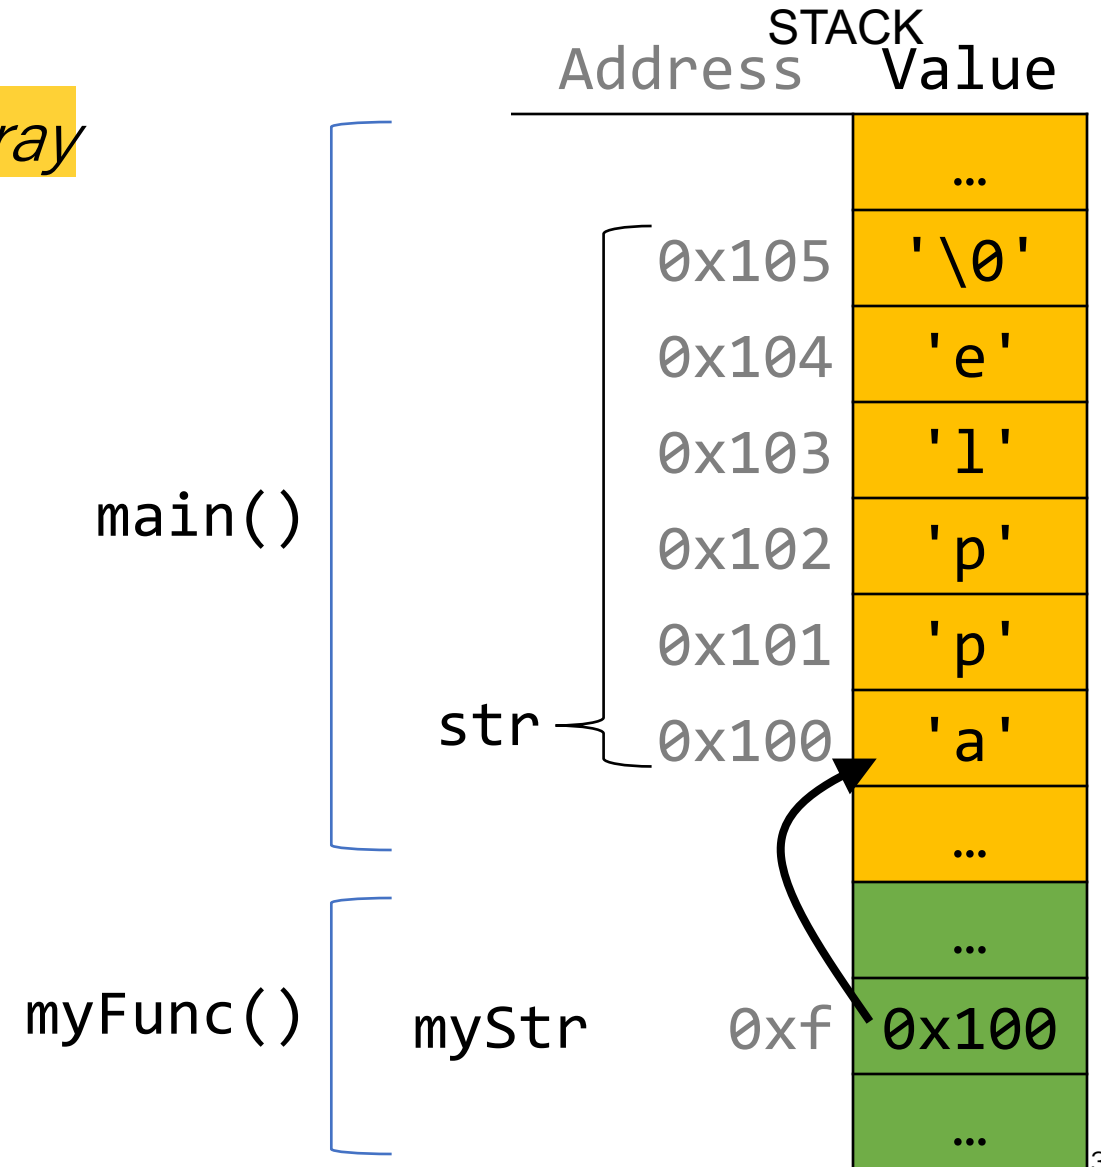 STACK
Address Value
ray
…
0x105 '\0'
0x104 'e'
0x103 'l'
main() 0x102 'p'
0x101 'p'
str 0x100 'a'
…
…
myFunc() myStr 0xf 0x100
…